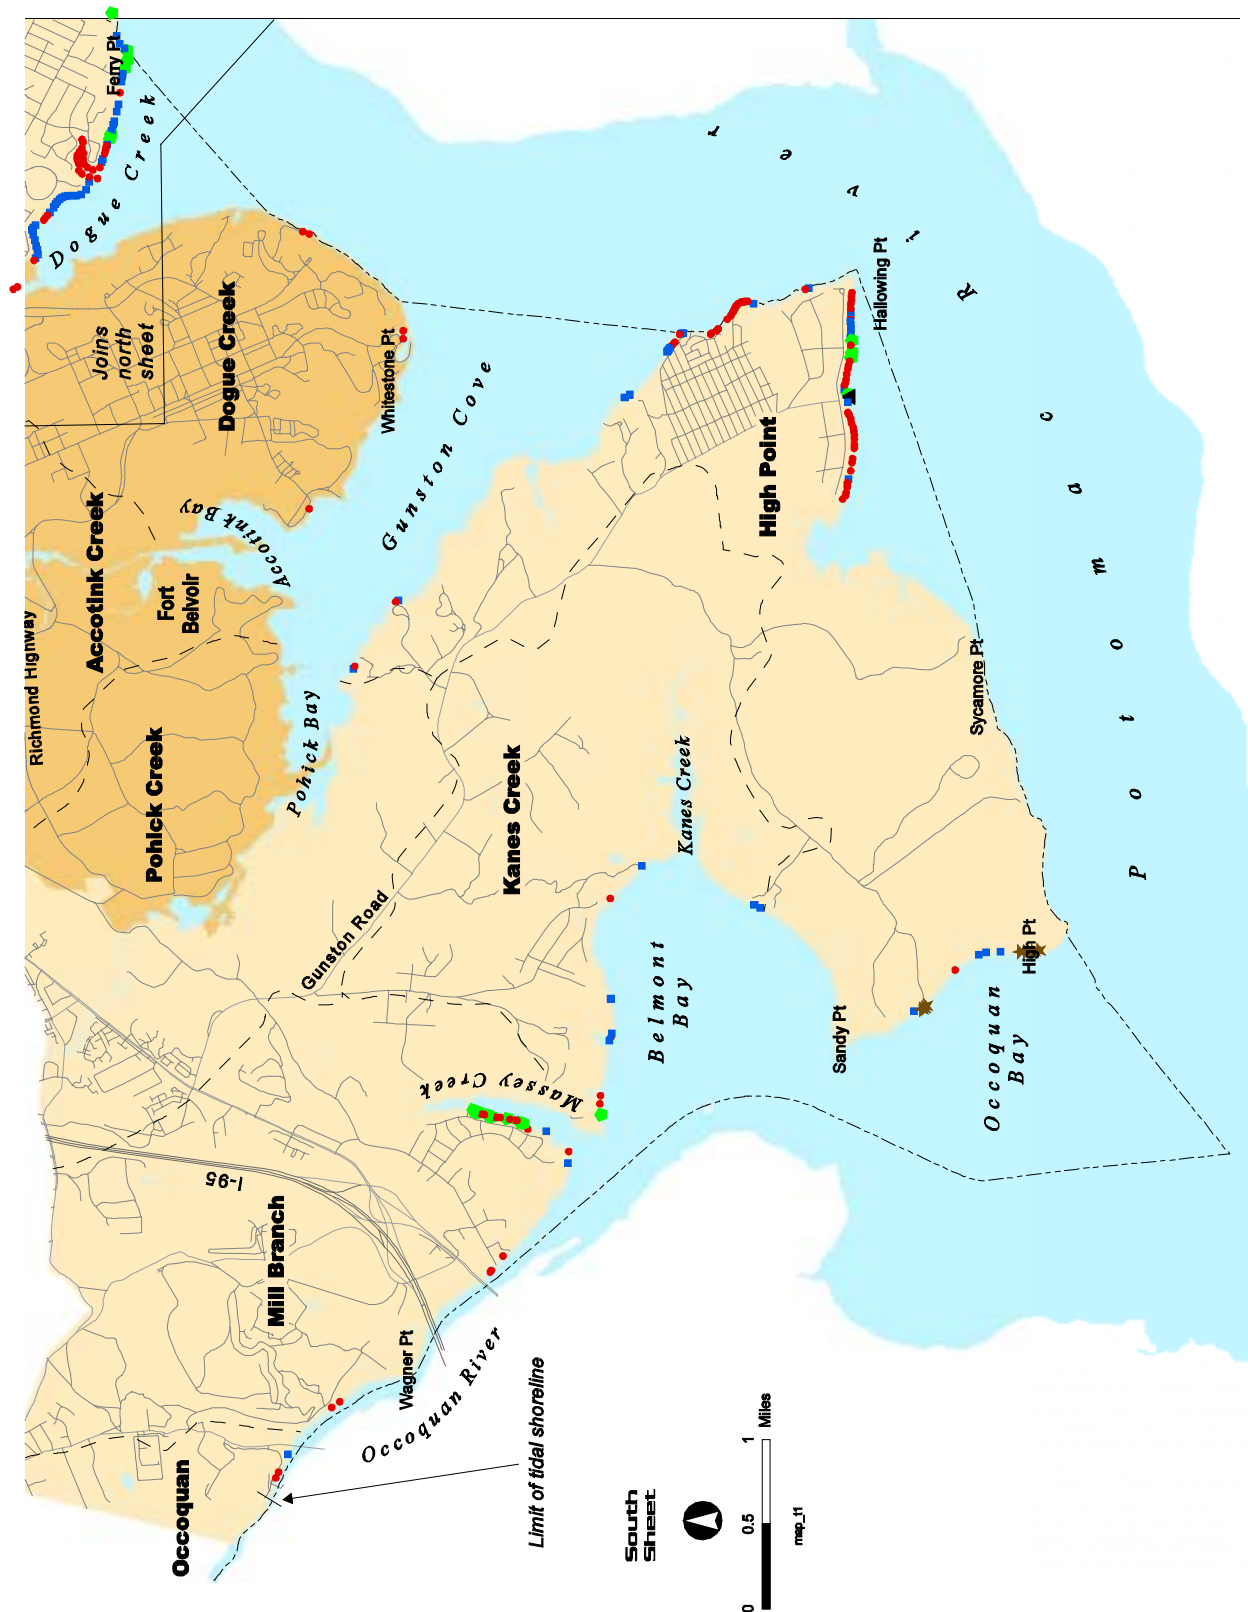 Ferry Pt
Dogue Creek
Joins
north
sheet
Dogue Creek
Whitestone Pt
Gunston Cove
Accotink Bay
Accotink Creek
Fort
Belvoir
Richmond Highway
Pohick Creek
Pohick Bay
Hallowing Pt
High Point
Potomac River
Sycamore Pt
Kanes Creek
Kanes Creek
Gunston Road
Belmont
Bay
Sandy Pt
High Pt
Occoquan
Bay
Massey Creek
I-95
Mill Branch
Wagner Pt
Occoquan River
Limit of tidal shoreline
Occoquan
South
Sheet
0 0.5 1 Miles
map_t1